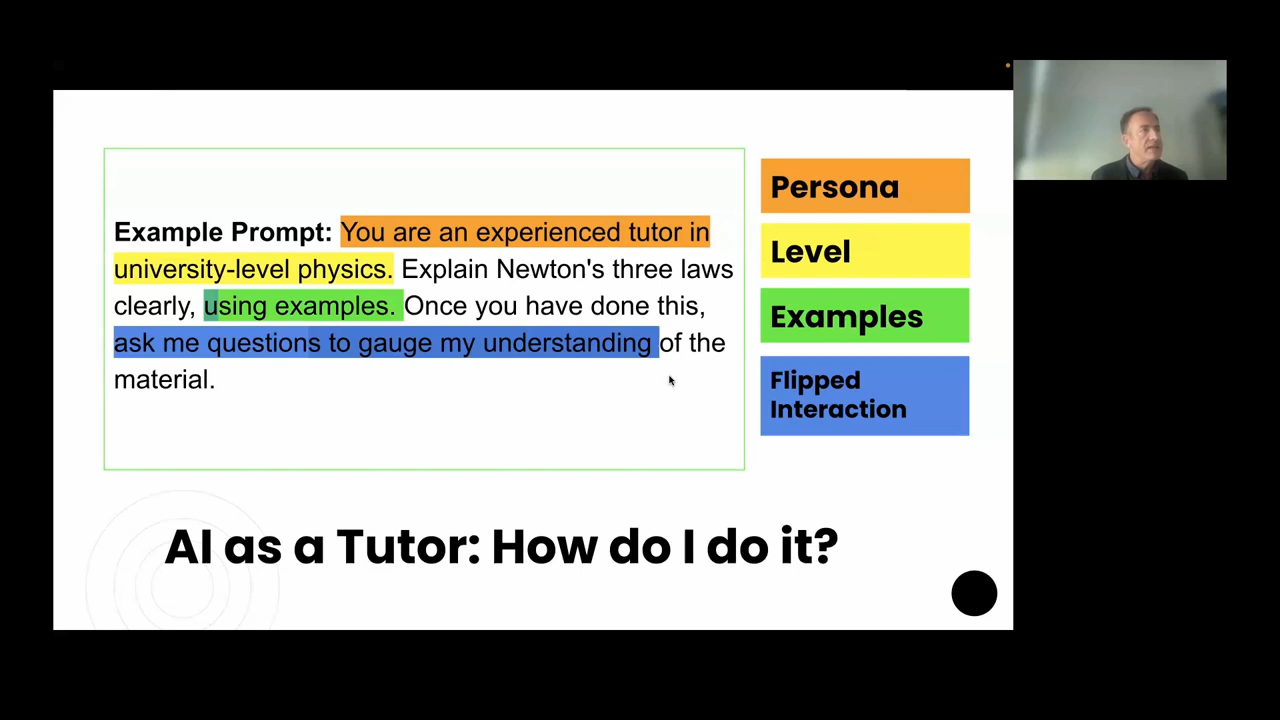 Example Prompt: You are an experienced tutor in
university-level physics. Explain Newton's three laws
clearly, using examples. Once you have done this,
ask me questions to gauge my understanding of the
material.
Persona
Level
Examples
Flipped
Interaction
AI as a Tutor: How do I do it?